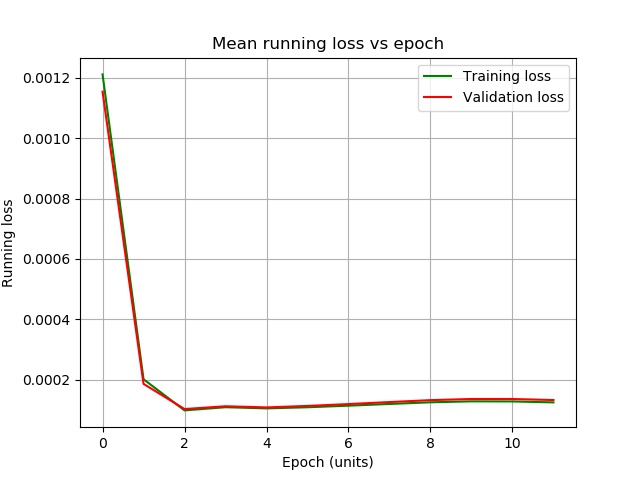 Mean running loss vs epoch
Training loss
Validation loss
0.0012
0.0010
0.0008
0.0006
0.0004
0.0002
Running loss
0 2 4 6 8 10
Epoch (units)